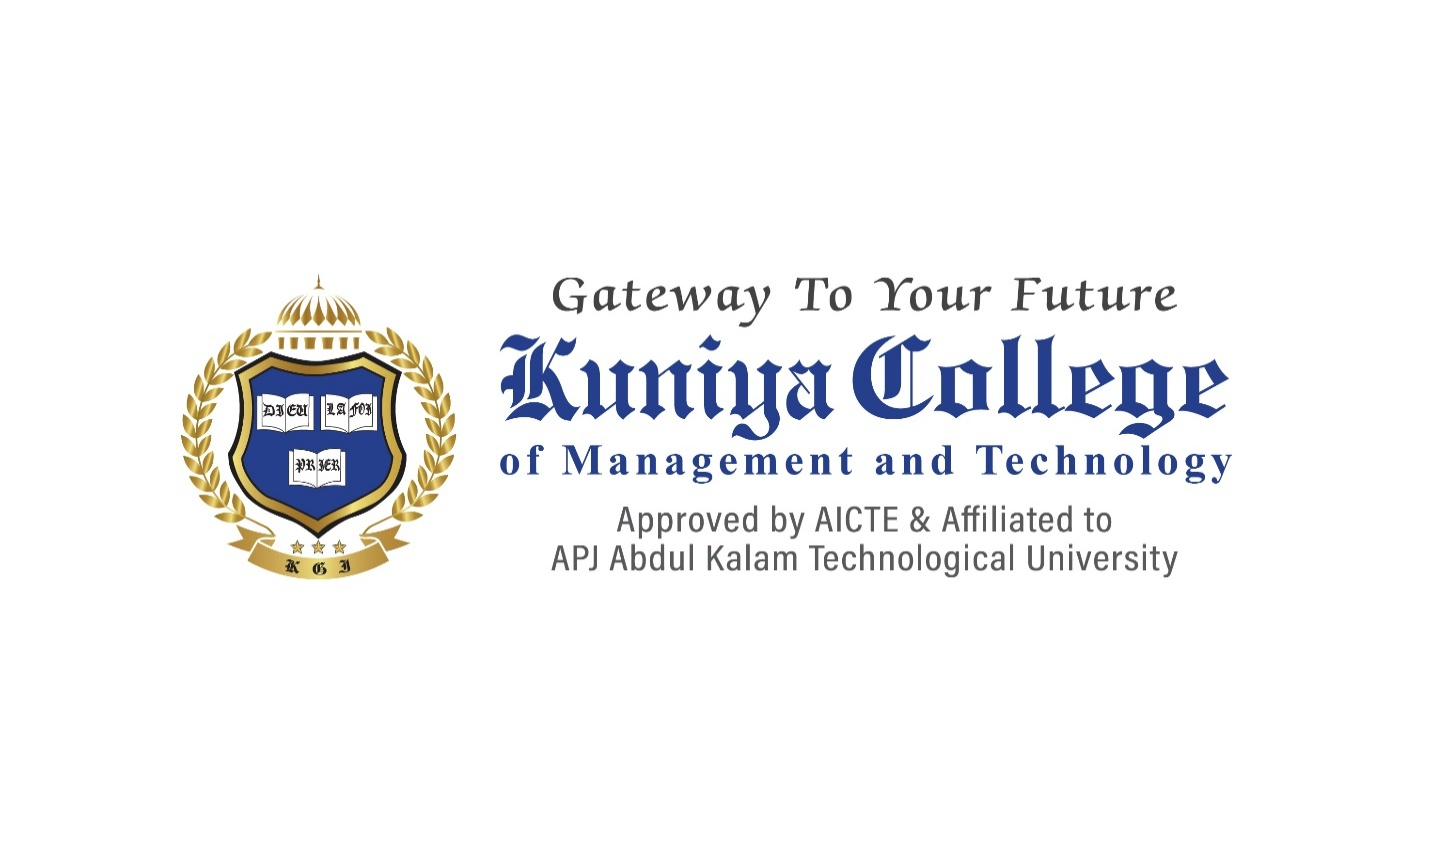 Gateway To Your Future
Kuniya College
of Management and Technology
Approved by AICTE & Affiliated to
APJ Abdul Kalam Technological University
DIEU LA FOI
PRIER
KGI